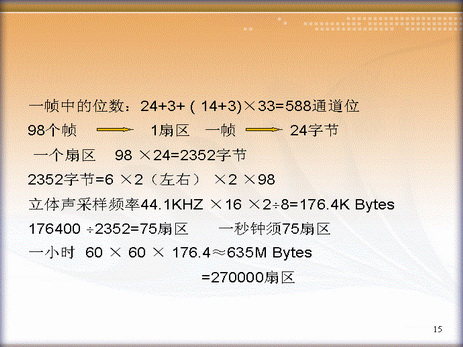 一帧中的位数：24+3+ ( 14+3)×33=588通道位
98个帧 1扇区 一帧 24字节
一个扇区 98 ×24=2352字节
2352字节=6 ×2（左右） ×2 ×98
立体声采样频率44.1KHZ ×16 ×2÷8=176.4K Bytes
176400 ÷2352=75扇区 一秒钟须75扇区
一小时 60 × 60 × 176.4≈635M Bytes
=270000扇区
15